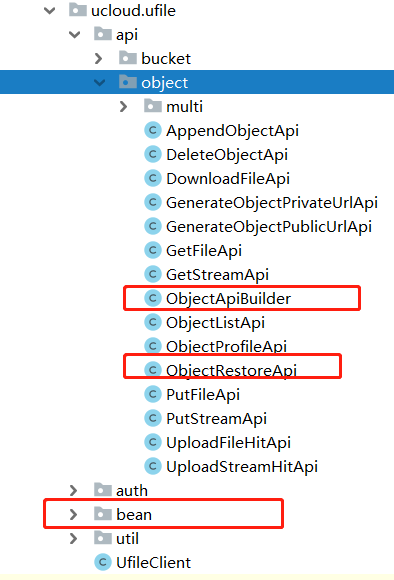 ucloud.ufile
api
bucket
object
multi
AppendObjectApi
DeleteObjectApi
DownloadFileApi
GenerateObjectPrivateUrlApi
GenerateObjectPublicUrlApi
GetFileApi
GetStreamApi
ObjectApiBuilder
ObjectListApi
ObjectProfileApi
ObjectRestoreApi
PutFileApi
PutStreamApi
UploadFileHitApi
UploadStreamHitApi
auth
bean
util
UfileClient